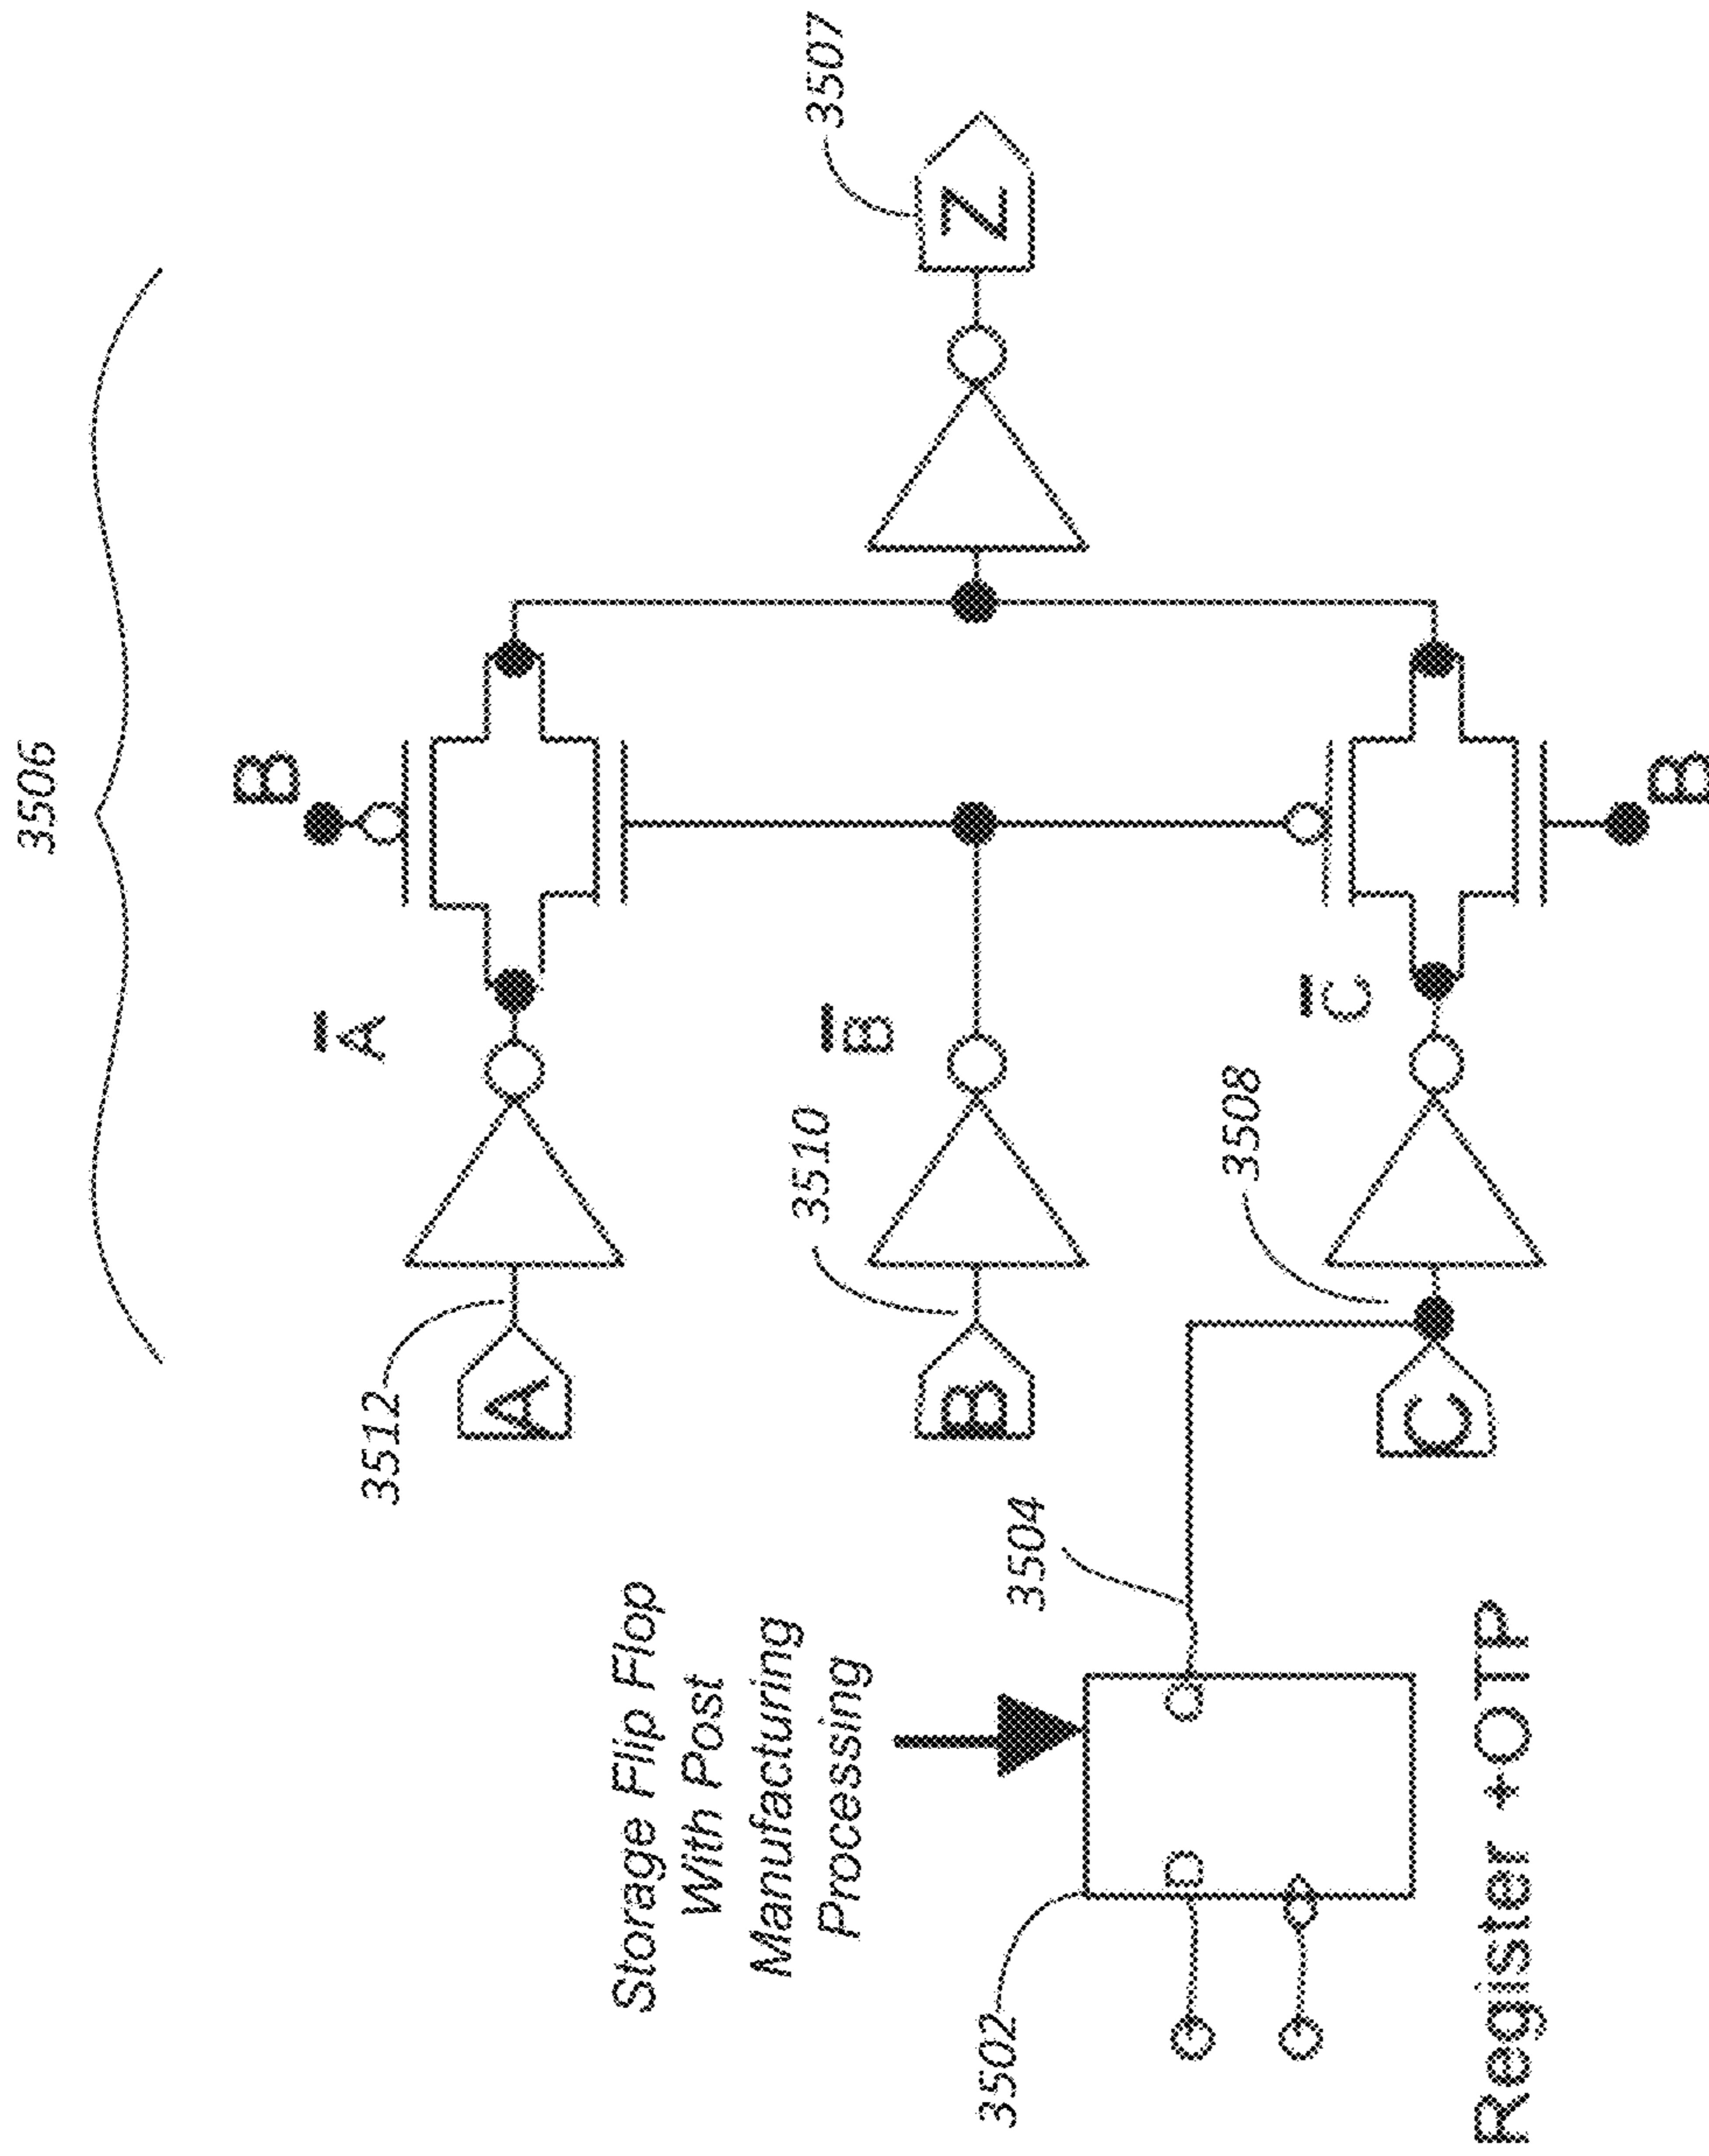 3506
B
3507
3512
A
A
Z
3510
B
B
3508
C
C
B
Storage Flip Flop
With Post
Manufacturing
Processing
3504
3502
D
Q
Register +OTP